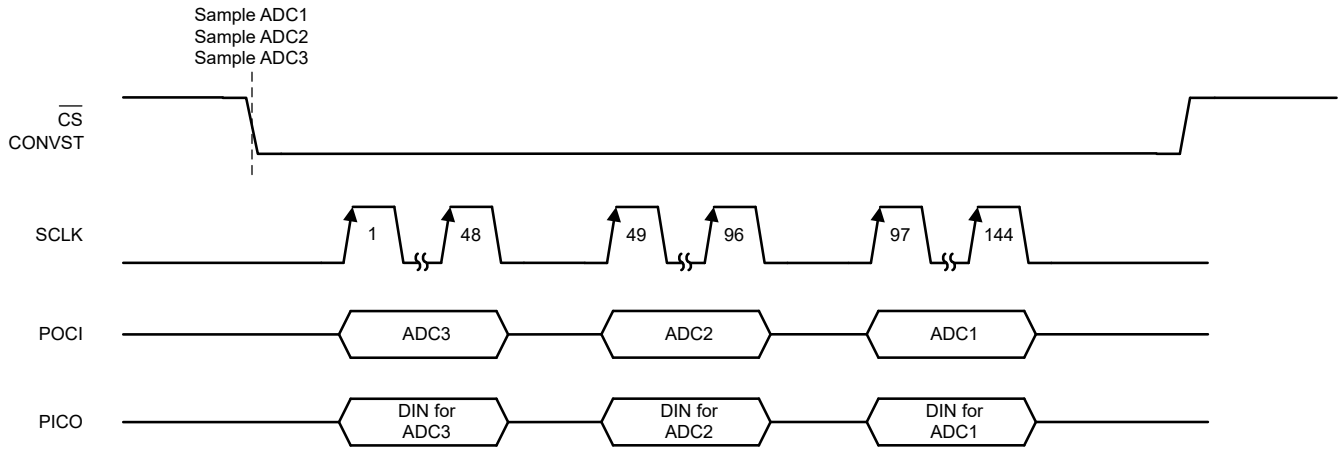 Sample ADC1
Sample ADC2
Sample ADC3
CS
CONVST
SCLK
1
48
49
96
97
144
POCI
ADC3
ADC2
ADC1
PICO
DIN for
ADC3
DIN for
ADC2
DIN for
ADC1